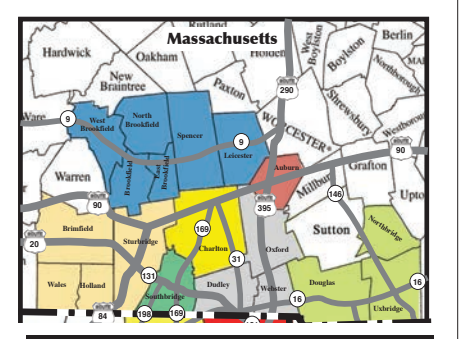 Rutland
Massachusetts
Holden
West
Boylston
Boylston
Berlin
Hardwick
Oakham
Northborough
New
Braintree
Paxton
290
Shrewsbury
WORCESTER
Westboro
Ware
9
West
Brookfield
North
Brookfield
Spencer
9
Leicester
90
Auburn
Grafton
Millbury
East
Brookfield
Brookfield
Warren
90
146
Upto
395
169
Sutton
Northbridge
20
Brimfield
Sturbridge
Charlton
31
Oxford
131
Wales
Holland
Southbridge
Dudley
Webster
Douglas
16
16
Uxbridge
84
198
169